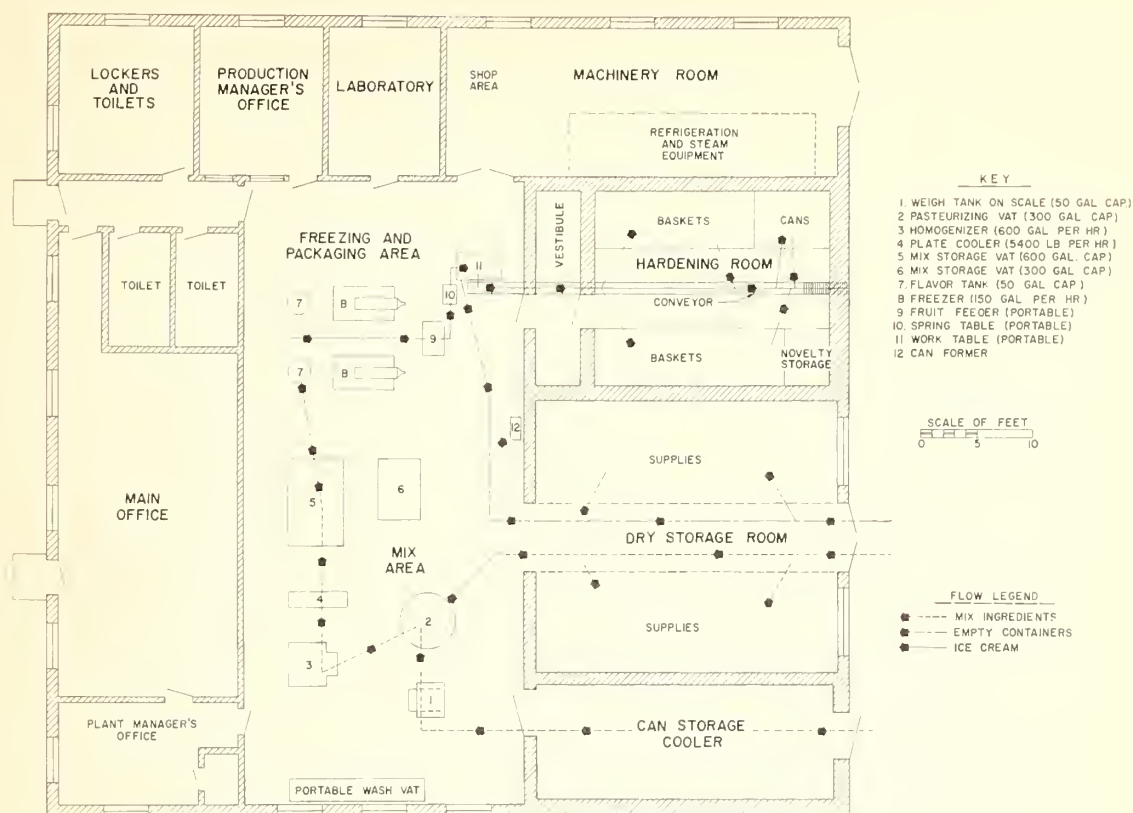 LOCKERS
AND
TOILETS
PRODUCTION
MANAGER'S
OFFICE
LABORATORY
SHOP
AREA
MACHINERY ROOM
REFRIGERATION
AND STEAM
EQUIPMENT
TOILET
TOILET
FREEZING AND
PACKAGING AREA
VESTIBULE
BASKETS
CANS
HARDENING ROOM
CONVEYOR
BASKETS
NOVELTY
STORAGE
11
10
7
8
9
7
8
12
MAIN
OFFICE
5
6
MIX
AREA
4
2
3
1
SUPPLIES
DRY STORAGE ROOM
SUPPLIES
PLANT MANAGER'S
OFFICE
CAN STORAGE
COOLER
PORTABLE WASH VAT
KEY
1. WEIGH TANK ON SCALE (50 GAL CAP.)
2 PASTEURIZING VAT (300 GAL CAP)
3 HOMOGENIZER (600 GAL PER HR)
4 PLATE COOLER (5400 LB PER HR)
5 MIX STORAGE VAT (600 GAL. CAP)
6 MIX STORAGE VAT (300 GAL CAP)
7. FLAVOR TANK (50 GAL CAP)
8 FREEZER (150 GAL PER HR)
9 FRUIT FEEDER (PORTABLE)
10. SPRING TABLE (PORTABLE)
11 WORK TABLE (PORTABLE)
12 CAN FORMER
SCALE OF FEET
0 5 10
FLOW LEGEND
MIX INGREDIENTS
EMPTY CONTAINERS
ICE CREAM